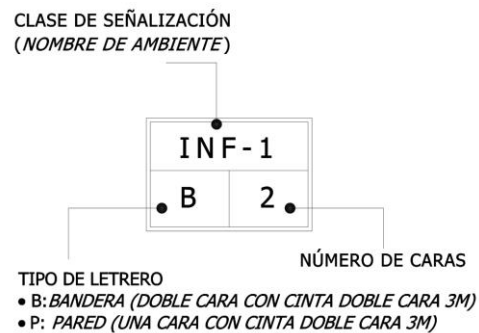 CLASE DE SEÑALIZACIÓN
(NOMBRE DE AMBIENTE)
INF-1
B 2
NÚMERO DE CARAS
TIPO DE LETRERO
• B: BANDERA (DOBLE CARA CON CINTA DOBLE CARA 3M)
• P: PARED (UNA CARA CON CINTA DOBLE CARA 3M)